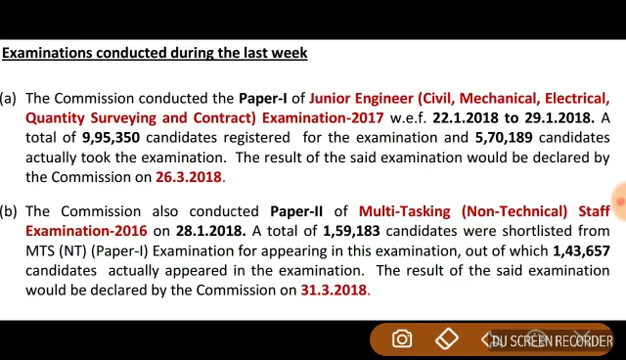 Examinations conducted during the last week
(a) The Commission conducted the Paper-I of Junior Engineer (Civil, Mechanical, Electrical,
Quantity Surveying and Contract) Examination-2017 w.e.f. 22.1.2018 to 29.1.2018. A
total of 9,95,350 candidates registered for the examination and 5,70,189 candidates
actually took the examination. The result of the said examination would be declared by
the Commission on 26.3.2018.
(b) The Commission also conducted Paper-II of Multi-Tasking (Non-Technical) Staff
Examination-2016 on 28.1.2018. A total of 1,59,183 candidates were shortlisted from
MTS (NT) (Paper-I) Examination for appearing in this examination, out of which 1,43,657
candidates actually appeared in the examination. The result of the said examination
would be declared by the Commission on 31.3.2018.
DU SCREEN RECORDER